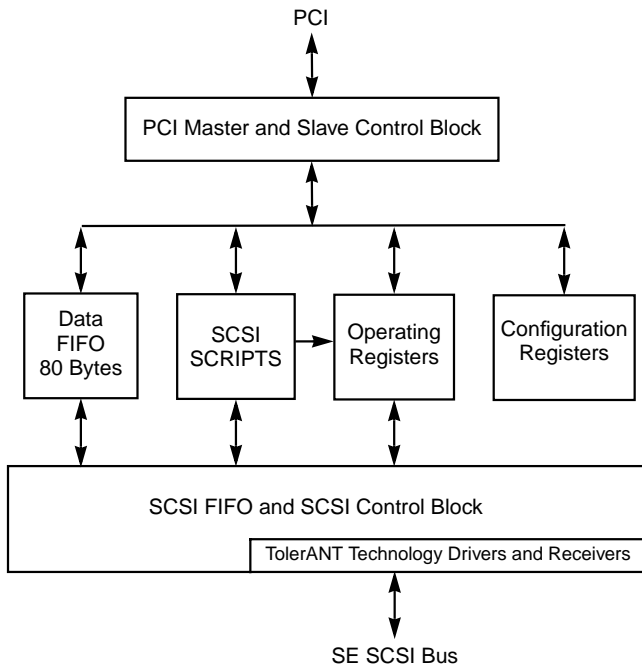 PCI
PCI Master and Slave Control Block
Data
FIFO
80 Bytes
SCSI
SCRIPTS
Operating
Registers
Configuration
Registers
SCSI FIFO and SCSI Control Block
TolerANT Technology Drivers and Receivers
SE SCSI Bus